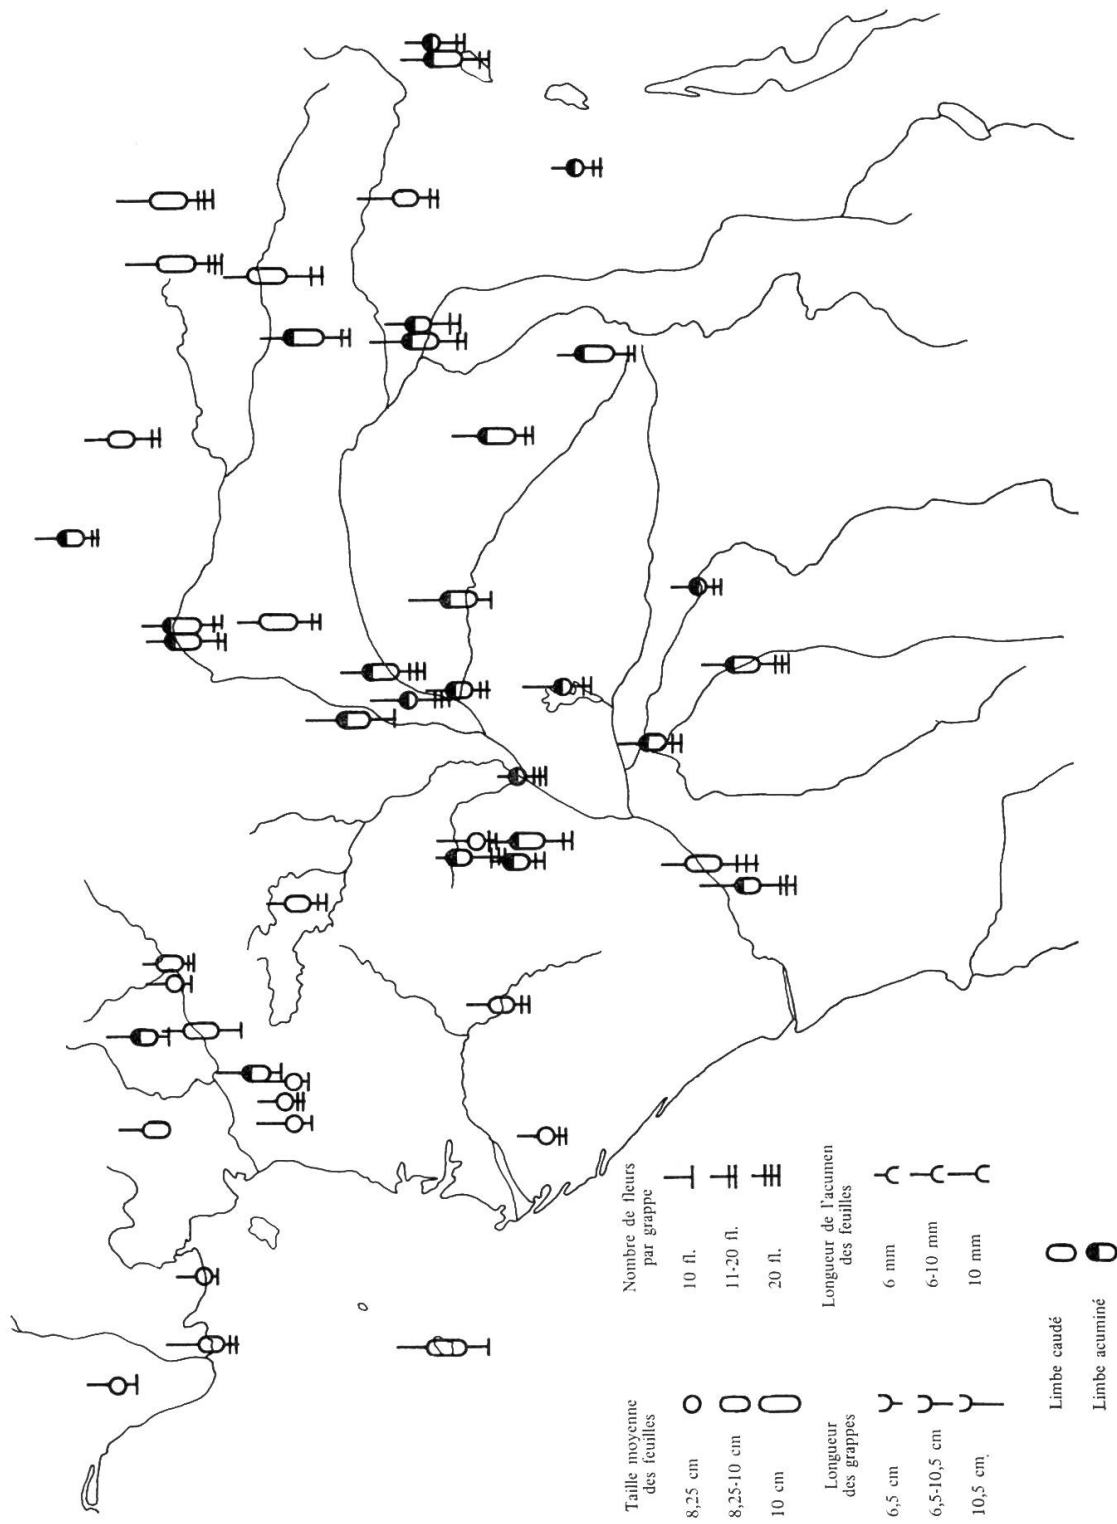 Taille moyenne
des feuilles
8,25 cm
8,25-10 cm
10 cm
Longueur
des grappes
6,5 cm
6,5-10,5 cm
10,5 cm
Nombre de fleurs
par grappe
10 fl.
11-20 fl.
20 fl.
Longueur de l'acumen
des feuilles
6 mm
6-10 mm
10 mm
Limbe caudé
Limbe acuminé